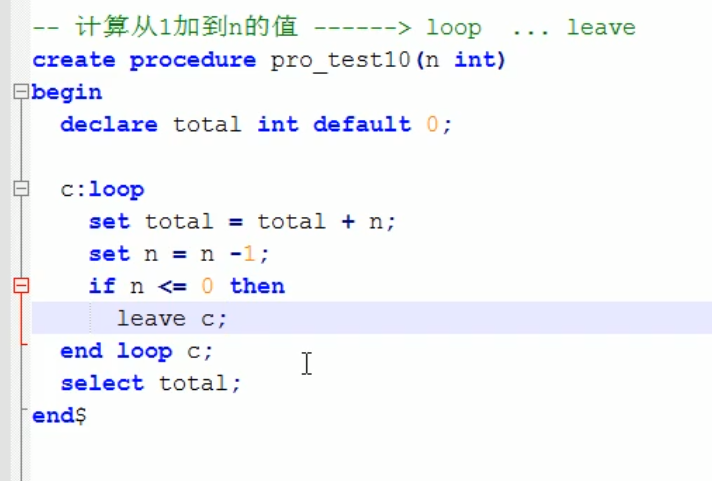 -- 计算从1加到n的值 ------> loop  ... leave
create procedure pro_test10(n int)
begin
  declare total int default 0;
  c:loop
    set total = total + n;
    set n = n -1;
    if n <= 0 then
      leave c;
  end loop c;
  select total;
end$